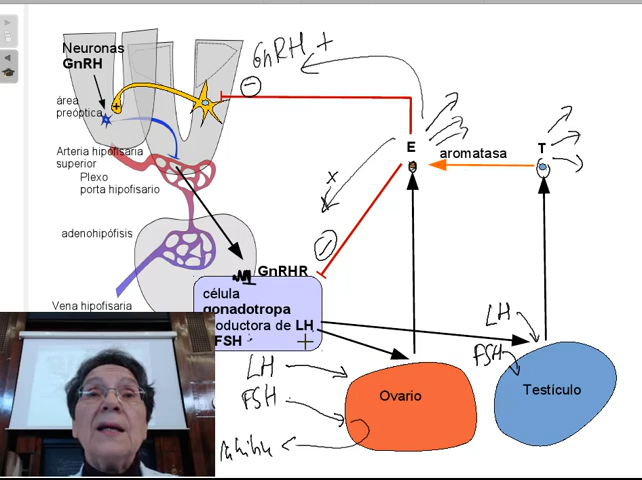 Neuronas
GnRH
GnRH +
área
preóptica
+
−
E
aromatasa
T
Arteria hipofisaria
superior
Plexo
porta hipofisario
x
−
adenohipófisis
GnRHR
célula
gonadotropa
oductora de LH
FSH
+
Vena hipofisaria
LH
FSH
LH
FSH
Ovario
Testículo